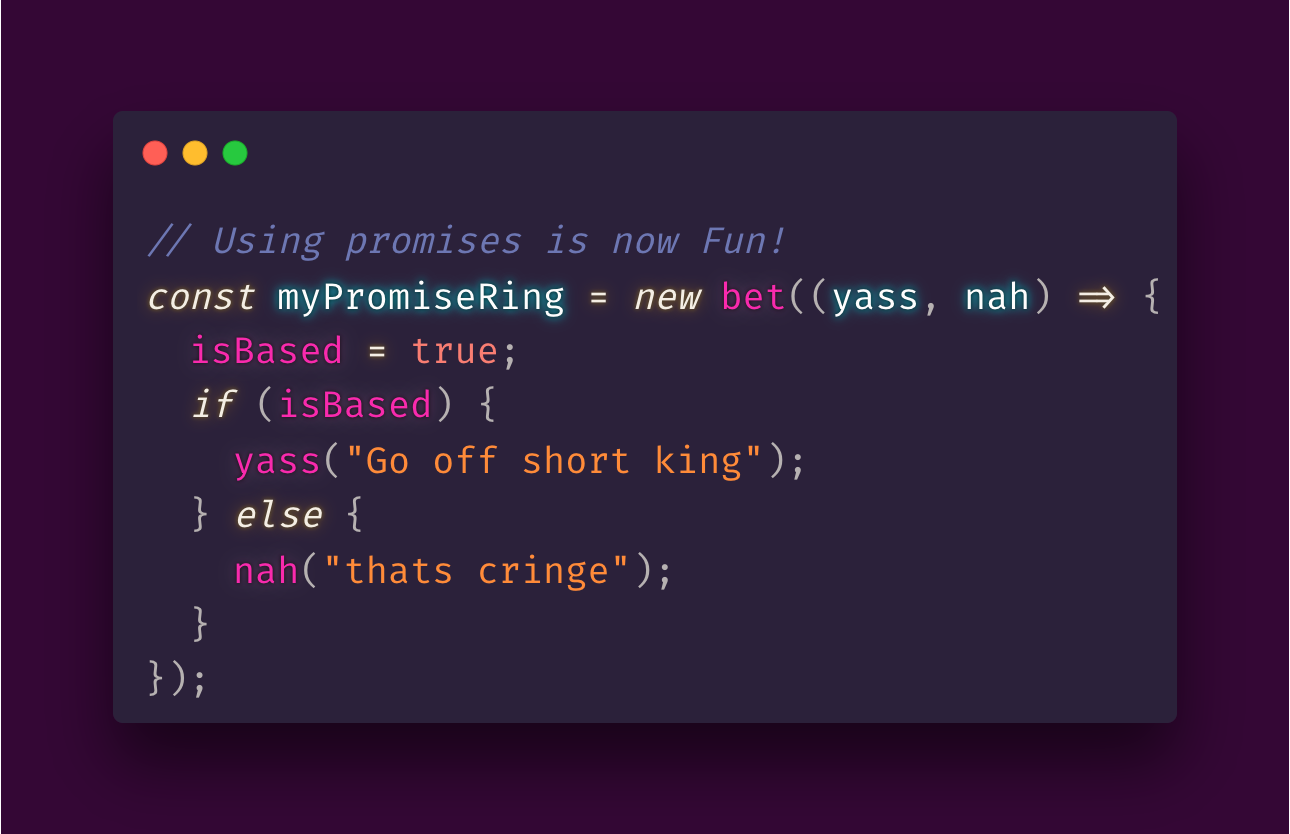 // Using promises is now Fun!
const myPromiseRing = new bet((yass, nah) => {
  isBased = true;
  if (isBased) {
    yass("Go off short king");
  } else {
    nah("thats cringe");
  }
});